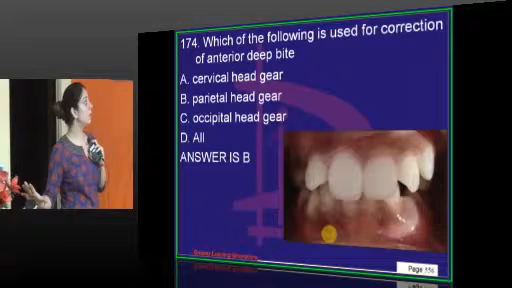 174. Which of the following is used for correction
of anterior deep bite
A. cervical head gear
B. parietal head gear
C. occipital head gear
D. All
ANSWER IS B